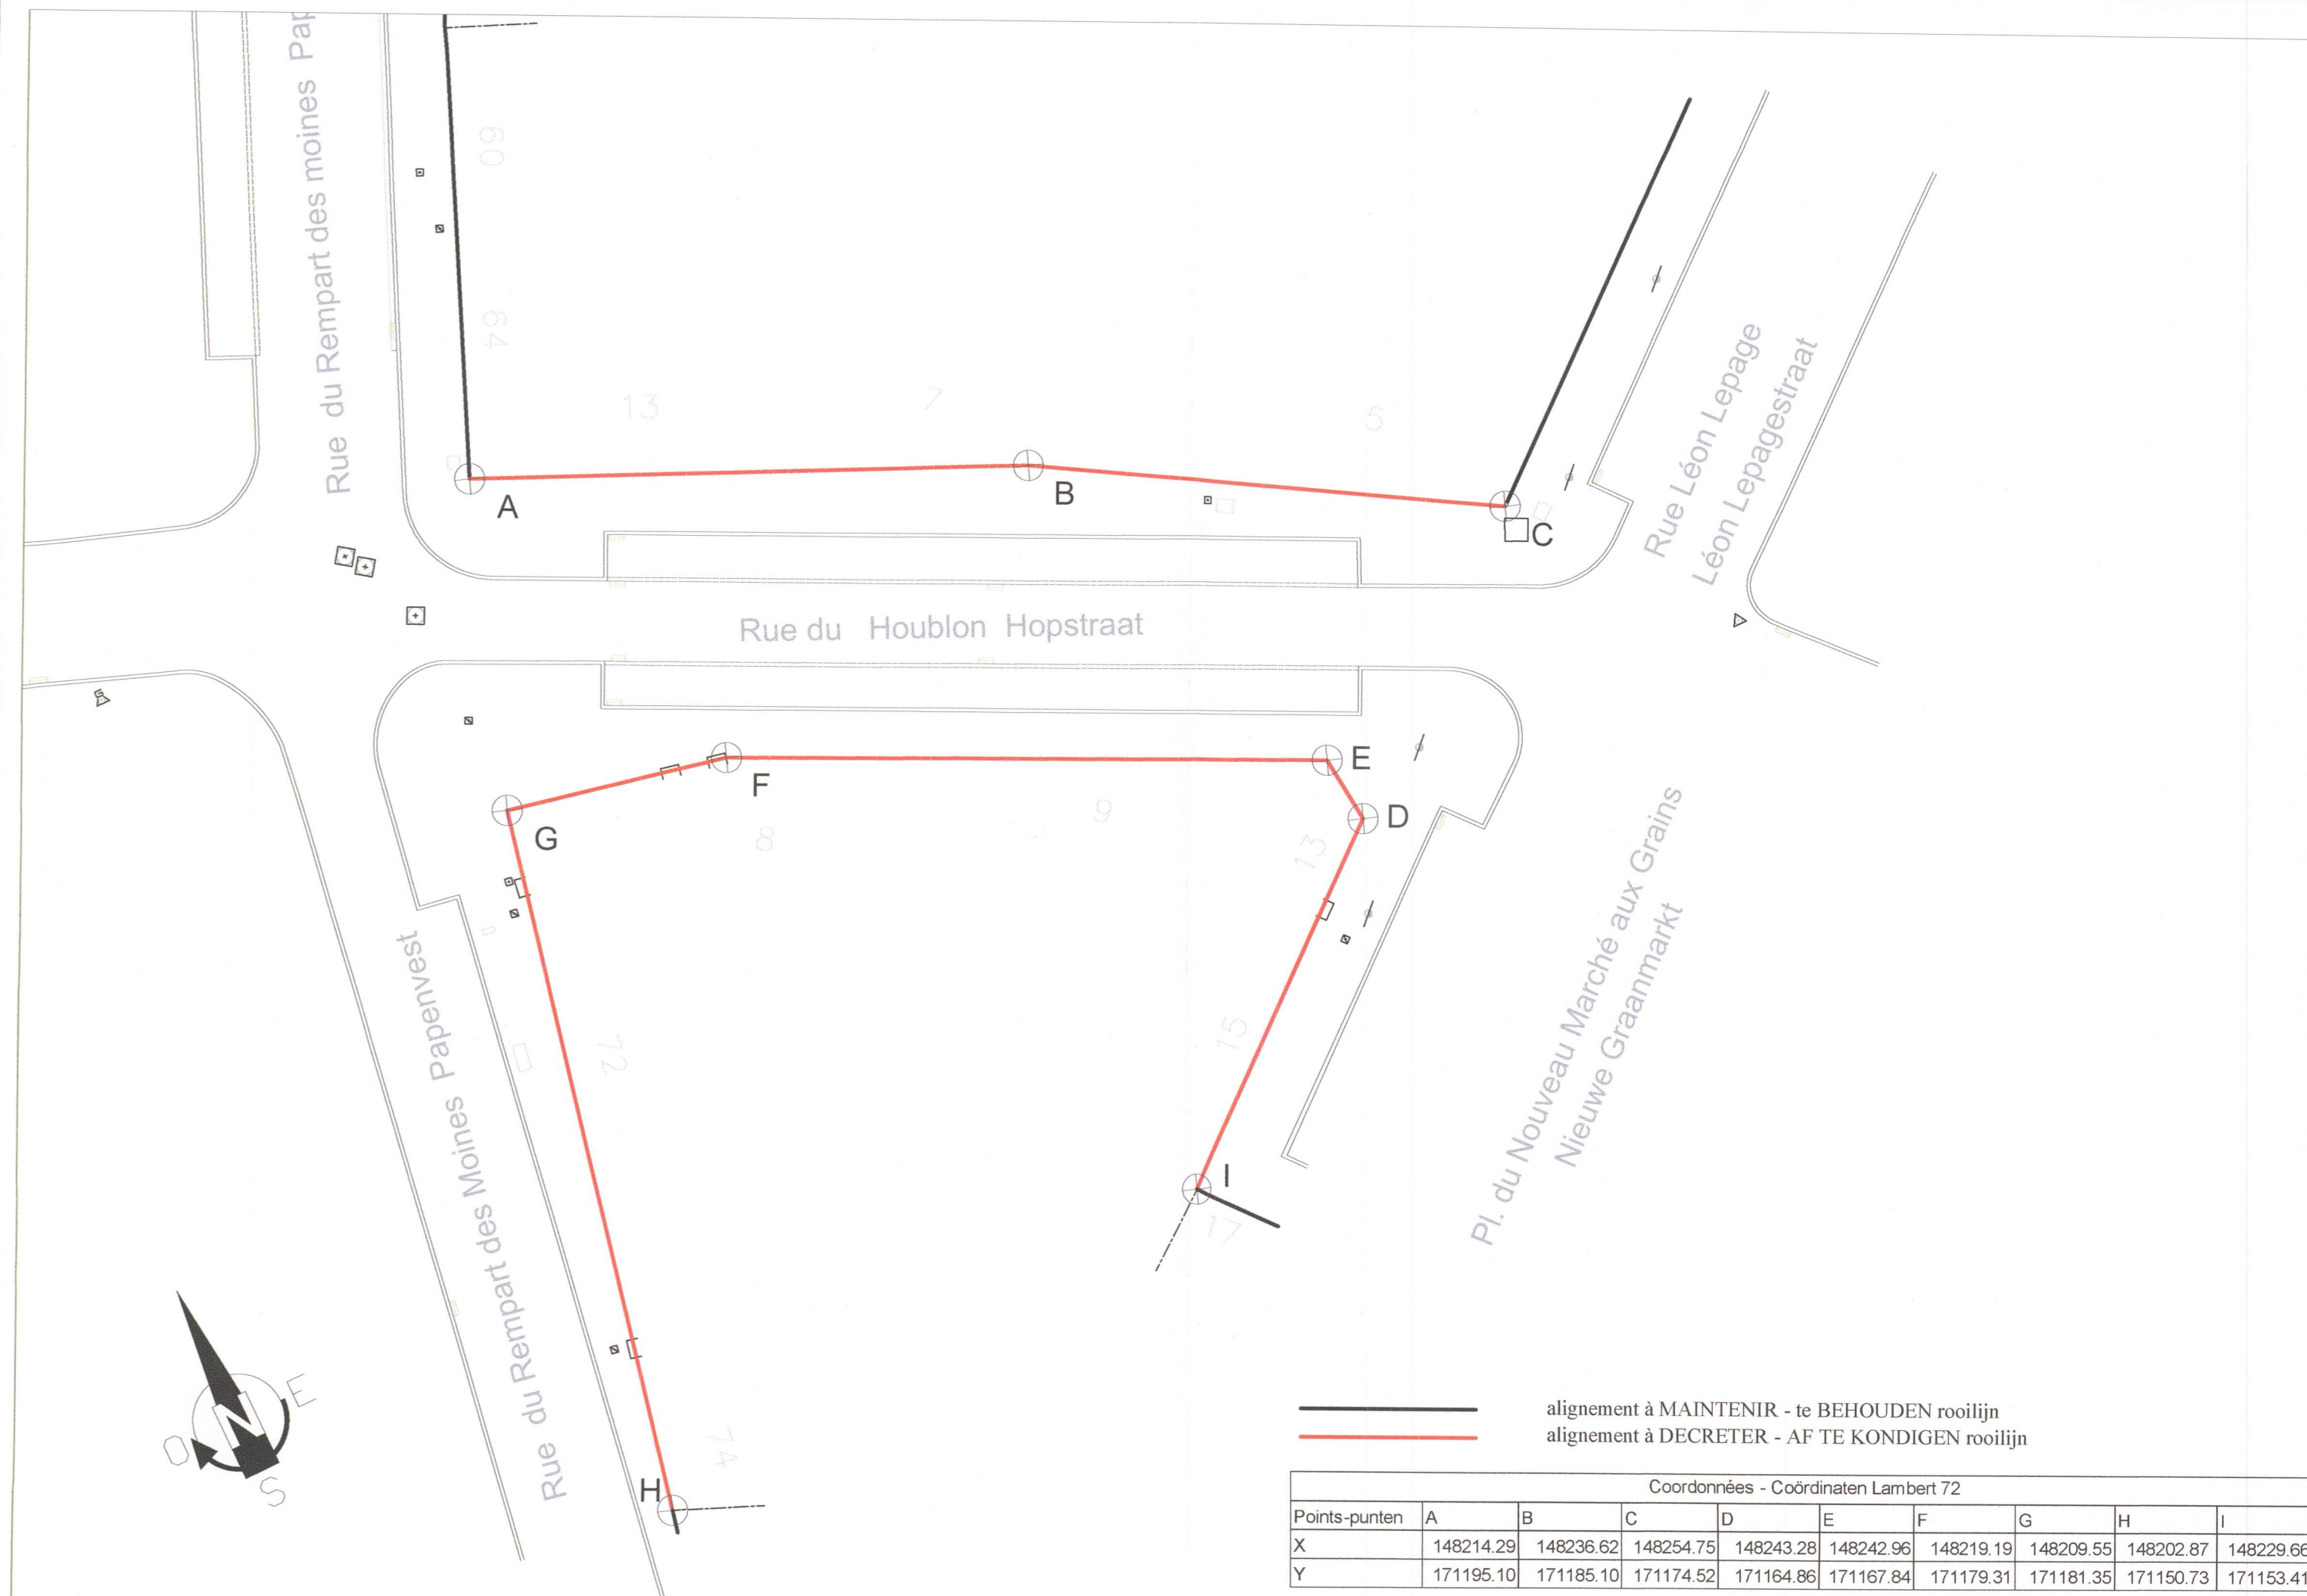 Rue du Rempart des moines Pap
60
64
13
7
5
A
B
C
Rue Léon Lepage
Léon Lepagestraat
Rue du Houblon Hopstraat
F
E
D
G
8
9
13
15
72
Rue du Rempart des Moines Papenvest
Pl. du Nouveau Marché aux Grains
Nieuwe Graanmarkt
I
17
74
H
N
E
O
S
alignement à MAINTENIR - te BEHOUDEN rooilijn
alignement à DECRETER - AF TE KONDIGEN rooilijn
Coordonnées - Coördinaten Lambert 72
Points-punten A B C D E F G H I
X 148214.29 148236.62 148254.75 148243.28 148242.96 148219.19 148209.55 148202.87 148229.66
Y 171195.10 171185.10 171174.52 171164.86 171167.84 171179.31 171181.35 171150.73 171153.41